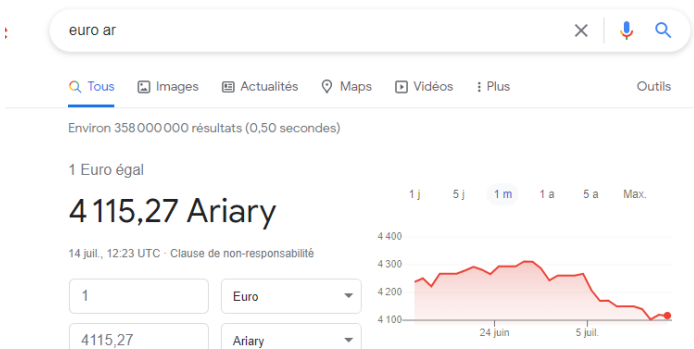 euro ar
Tous Images Actualités Maps Vidéos Plus Outils
Environ 358 000 000 résultats (0,50 secondes)
1 Euro égal
4 115,27 Ariary
14 juil., 12:23 UTC · Clause de non-responsabilité
1 Euro
4115,27 Ariary
1 j 5 j 1 m 1 a 5 a Max.
4 400
4 300
4 200
4 100
24 juin 5 juil.